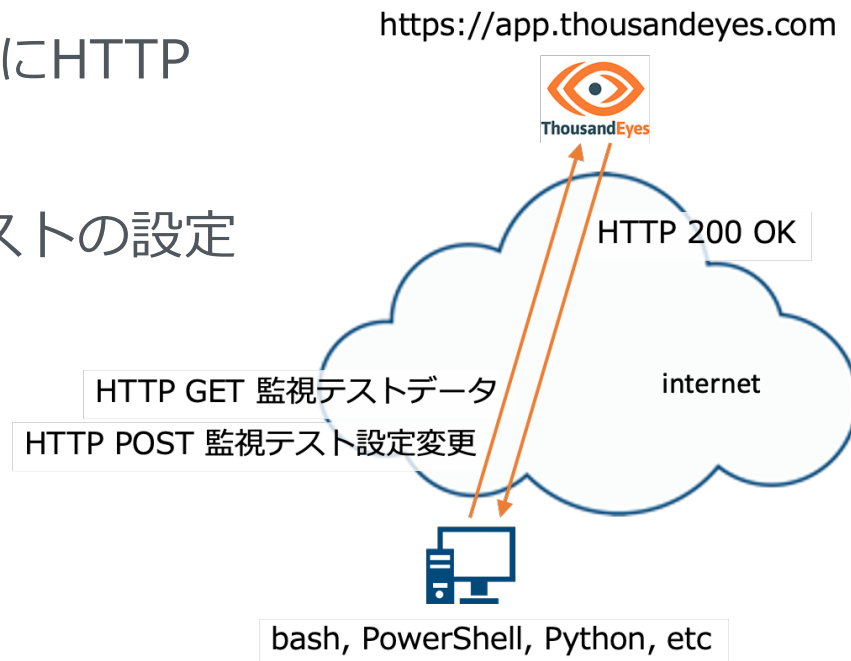 https://app.thousandeyes.com
にHTTP
ThousandEyes
ストの設定
HTTP 200 OK
HTTP GET 監視テストデータ
internet
HTTP POST 監視テスト設定変更
bash, PowerShell, Python, etc